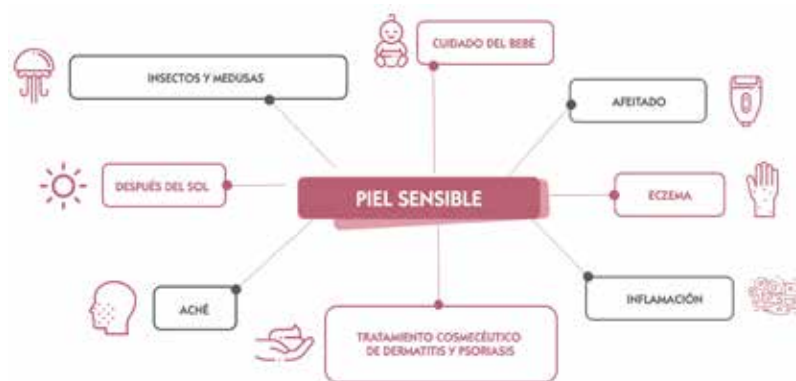 CUIDADO DEL BEBÉ
INSECTOS Y MEDUSAS
AFEITADO
DESPUÉS DEL SOL
PIEL SENSIBLE
ECZEMA
ACNÉ
INFLAMACIÓN
TRATAMIENTO COSMECÉUTICO
DE DERMATITIS Y PSORIASIS